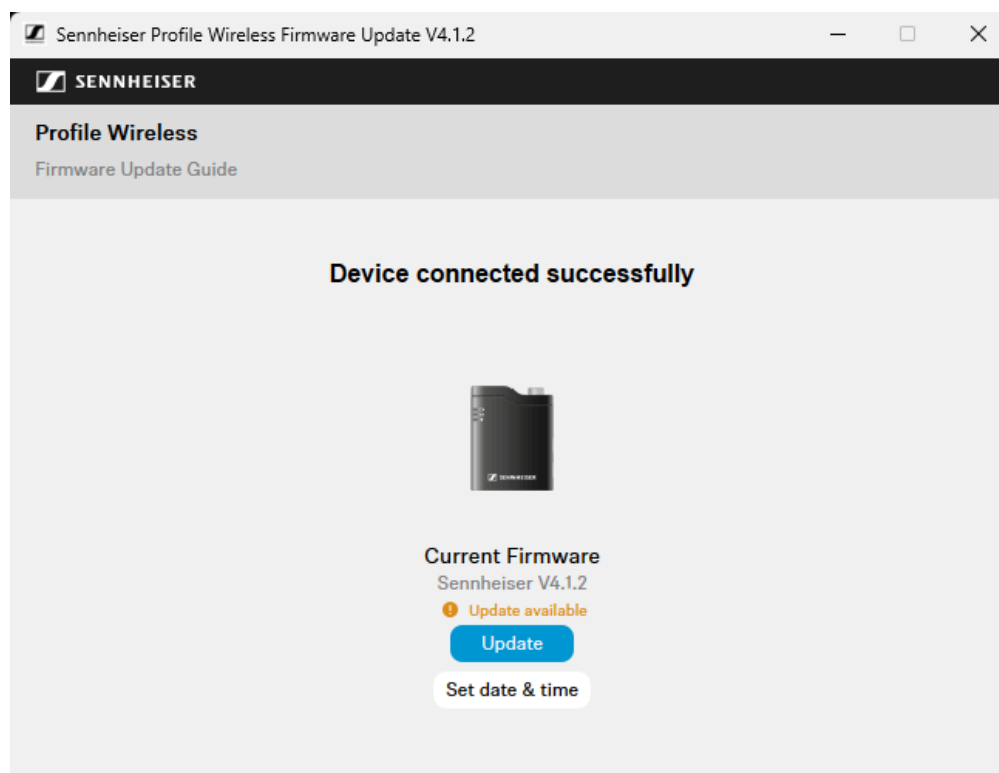 Sennheiser Profile Wireless Firmware Update V4.1.2
SENNHEISER
Profile Wireless
Firmware Update Guide
Device connected successfully
SENNHEISER
Current Firmware
Sennheiser V4.1.2
Update available
Update
Set date & time